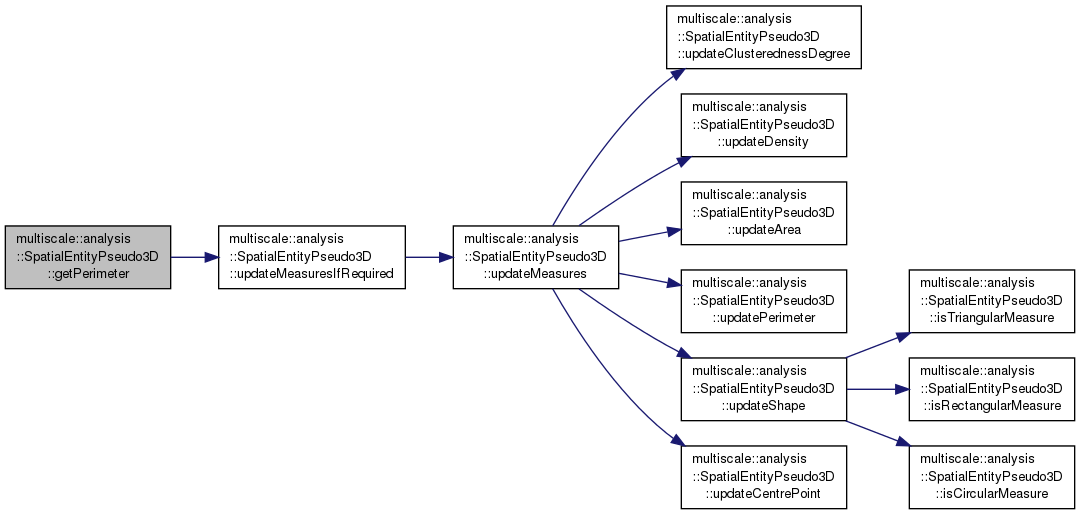 multiscale::analysis
::SpatialEntityPseudo3D
::getPerimeter
multiscale::analysis
::SpatialEntityPseudo3D
::updateMeasuresIfRequired
multiscale::analysis
::SpatialEntityPseudo3D
::updateMeasures
multiscale::analysis
::SpatialEntityPseudo3D
::updateClusterednessDegree
multiscale::analysis
::SpatialEntityPseudo3D
::updateDensity
multiscale::analysis
::SpatialEntityPseudo3D
::updateArea
multiscale::analysis
::SpatialEntityPseudo3D
::updatePerimeter
multiscale::analysis
::SpatialEntityPseudo3D
::updateShape
multiscale::analysis
::SpatialEntityPseudo3D
::updateCentrePoint
multiscale::analysis
::SpatialEntityPseudo3D
::isTriangularMeasure
multiscale::analysis
::SpatialEntityPseudo3D
::isRectangularMeasure
multiscale::analysis
::SpatialEntityPseudo3D
::isCircularMeasure